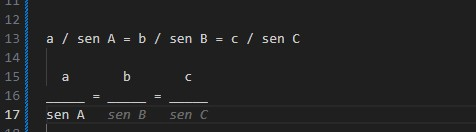 11
12
13 a / sen A = b / sen B = c / sen C
14
15 a b c
16 _____ = _____ = _____
17 sen A sen B sen C